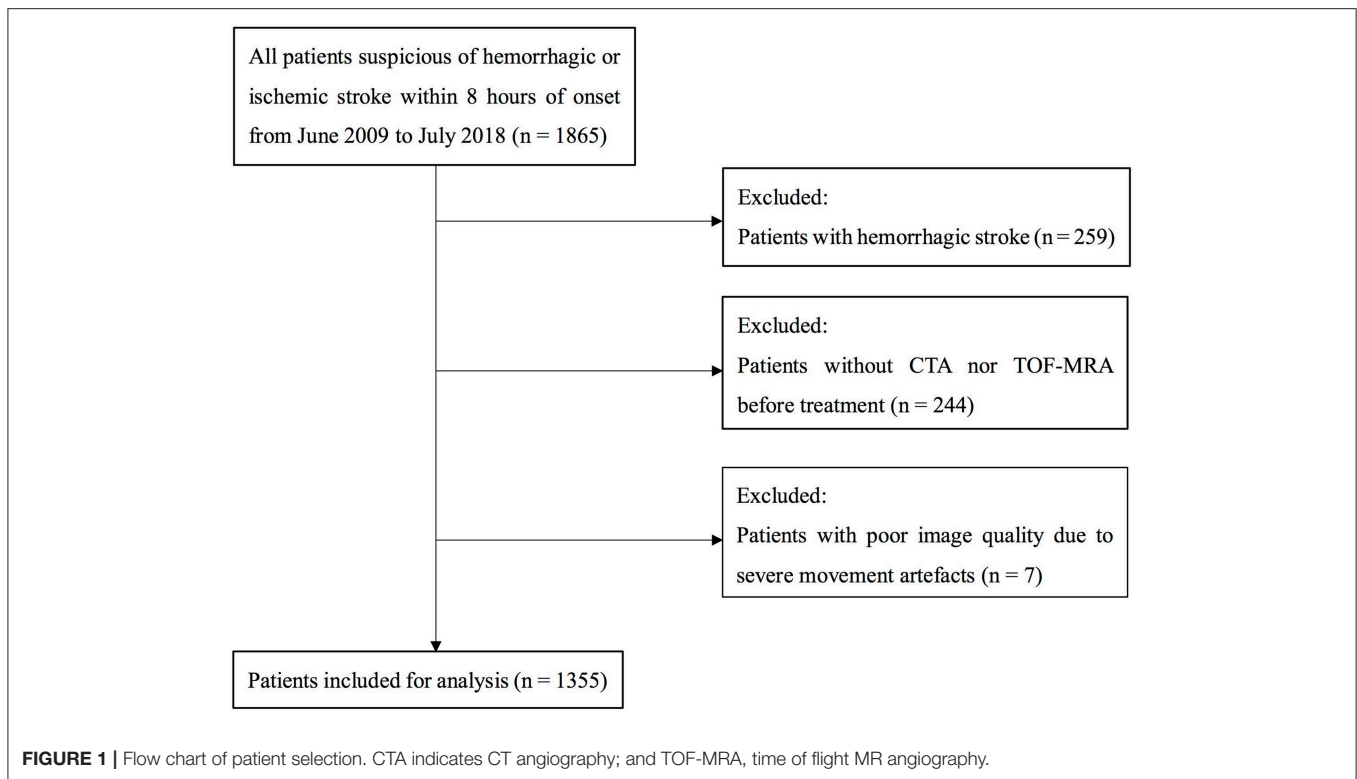 All patients suspicious of hemorrhagic or
ischemic stroke within 8 hours of onset
from June 2009 to July 2018 (n = 1865)
Excluded:
Patients with hemorrhagic stroke (n = 259)
Excluded:
Patients without CTA nor TOF-MRA
before treatment (n = 244)
Excluded:
Patients with poor image quality due to
severe movement artefacts (n = 7)
Patients included for analysis (n = 1355)
FIGURE 1 | Flow chart of patient selection. CTA indicates CT angiography; and TOF-MRA, time of flight MR angiography.